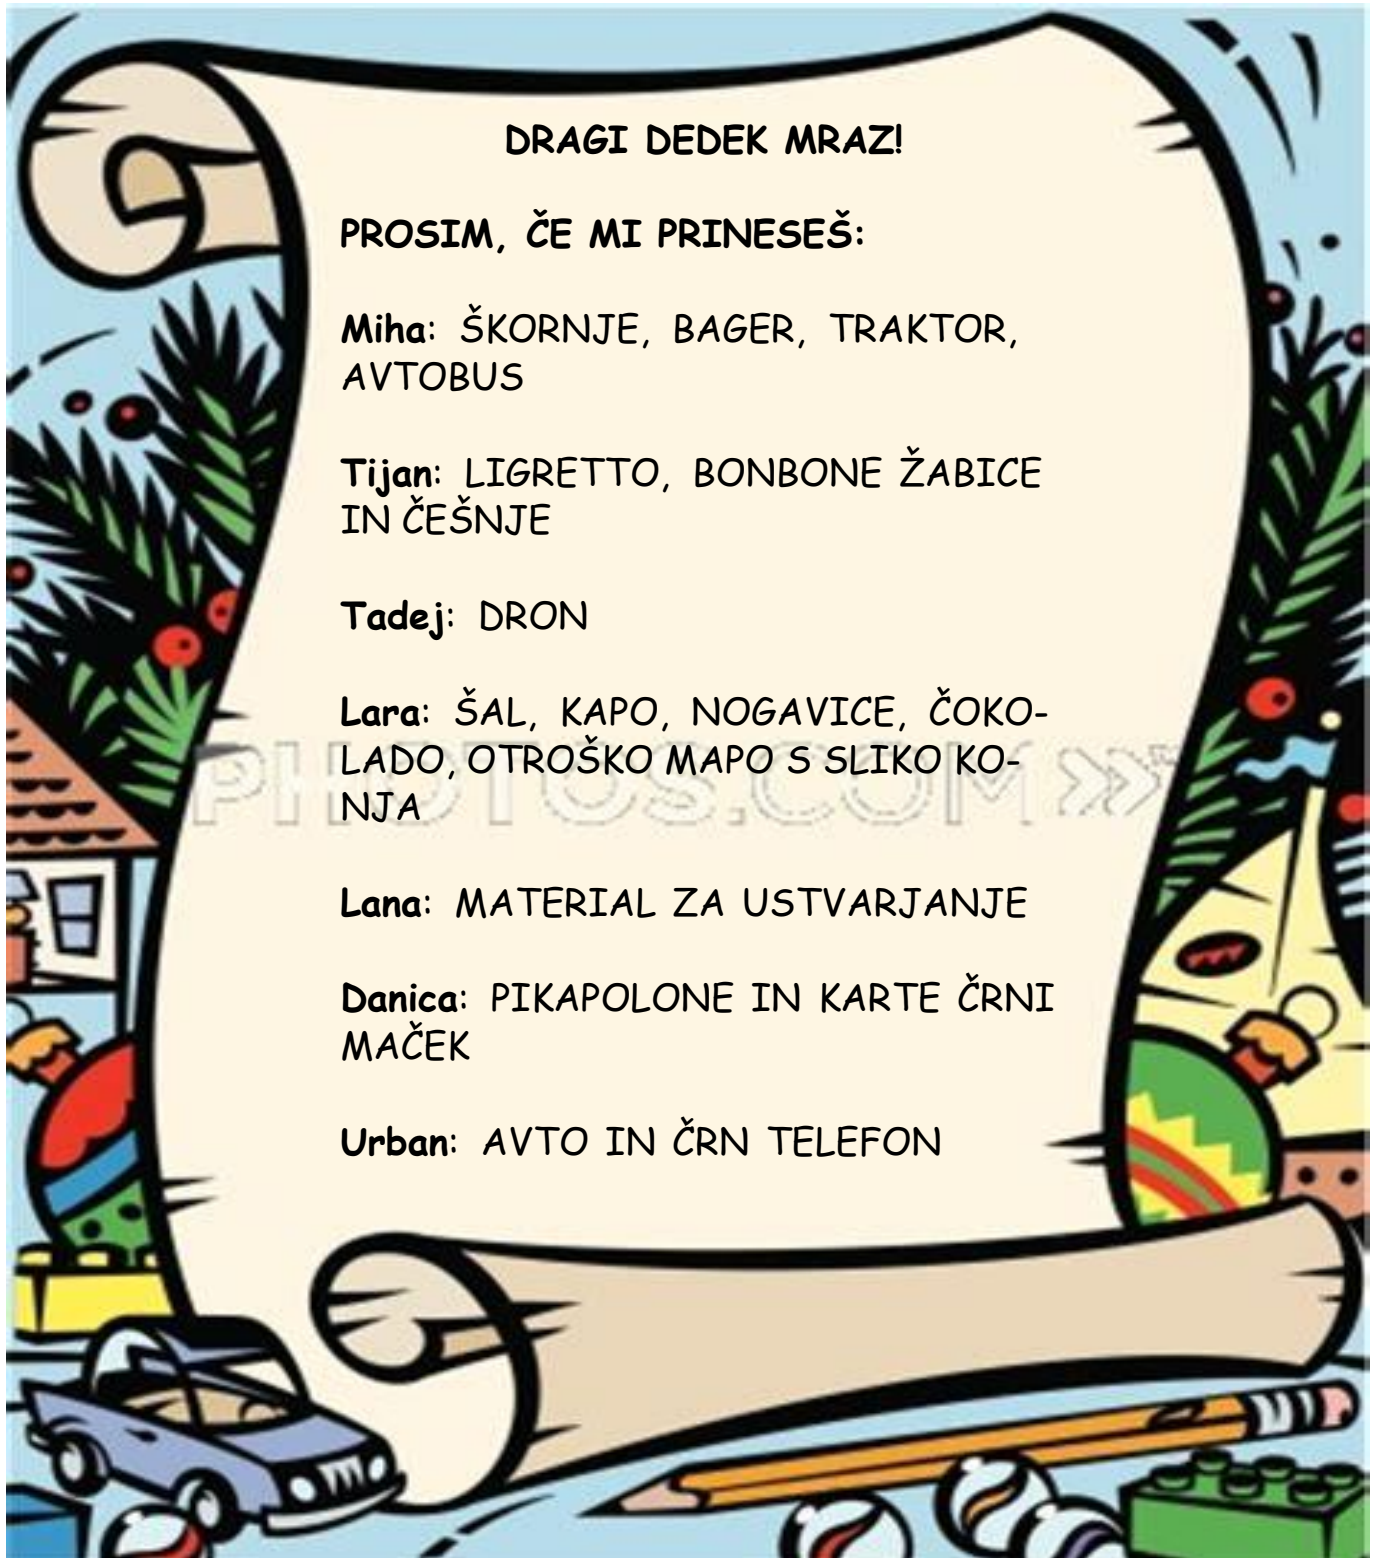 DRAGI DEDEK MRAZ!
PROSIM, ČE MI PRINESEŠ:
Miha: ŠKORNJE, BAGER, TRAKTOR,
AVTOBUS
Tijan: LIGRETTO, BONBONE ŽABICE
IN ČEŠNJE
Tadej: DRON
Lara: ŠAL, KAPO, NOGAVICE, ČOKO-
LADO, OTROŠKO MAPO S SLIKO KO-
NJA
PHOTOS.COM
Lana: MATERIAL ZA USTVARJANJE
Danica: PIKAPOLONE IN KARTE ČRNI
MAČEK
Urban: AVTO IN ČRN TELEFON